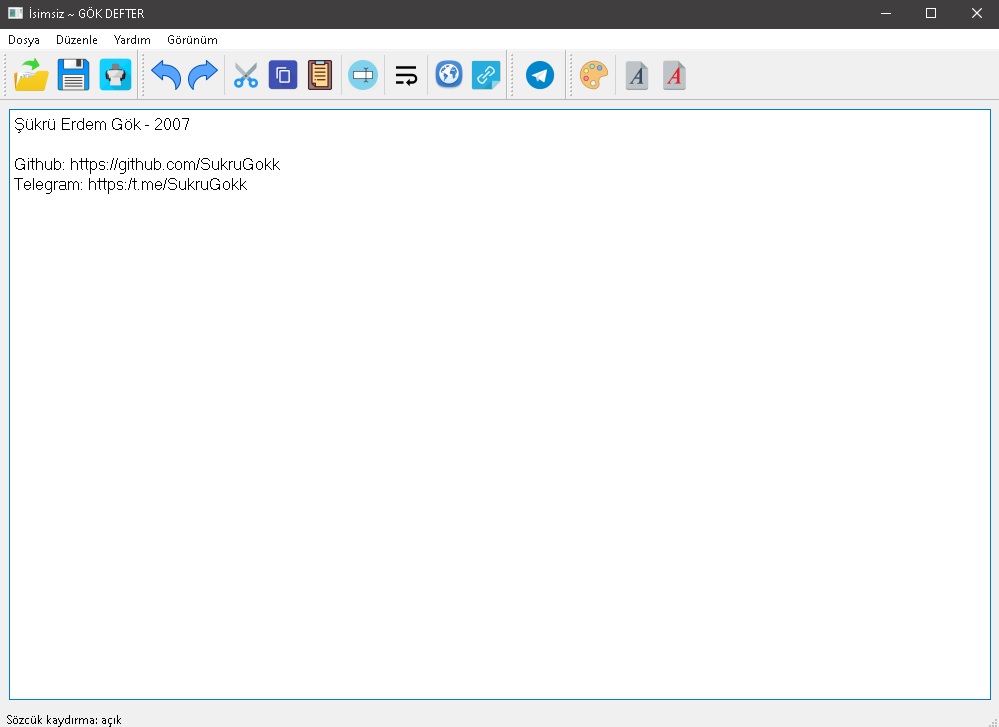 İsimsiz ~ GÖK DEFTER
Dosya Düzenle Yardım Görünüm
Şükrü Erdem Gök - 2007
Github: https://github.com/SukruGokk
Telegram: https:/t.me/SukruGokk
Sözcük kaydırma: açık